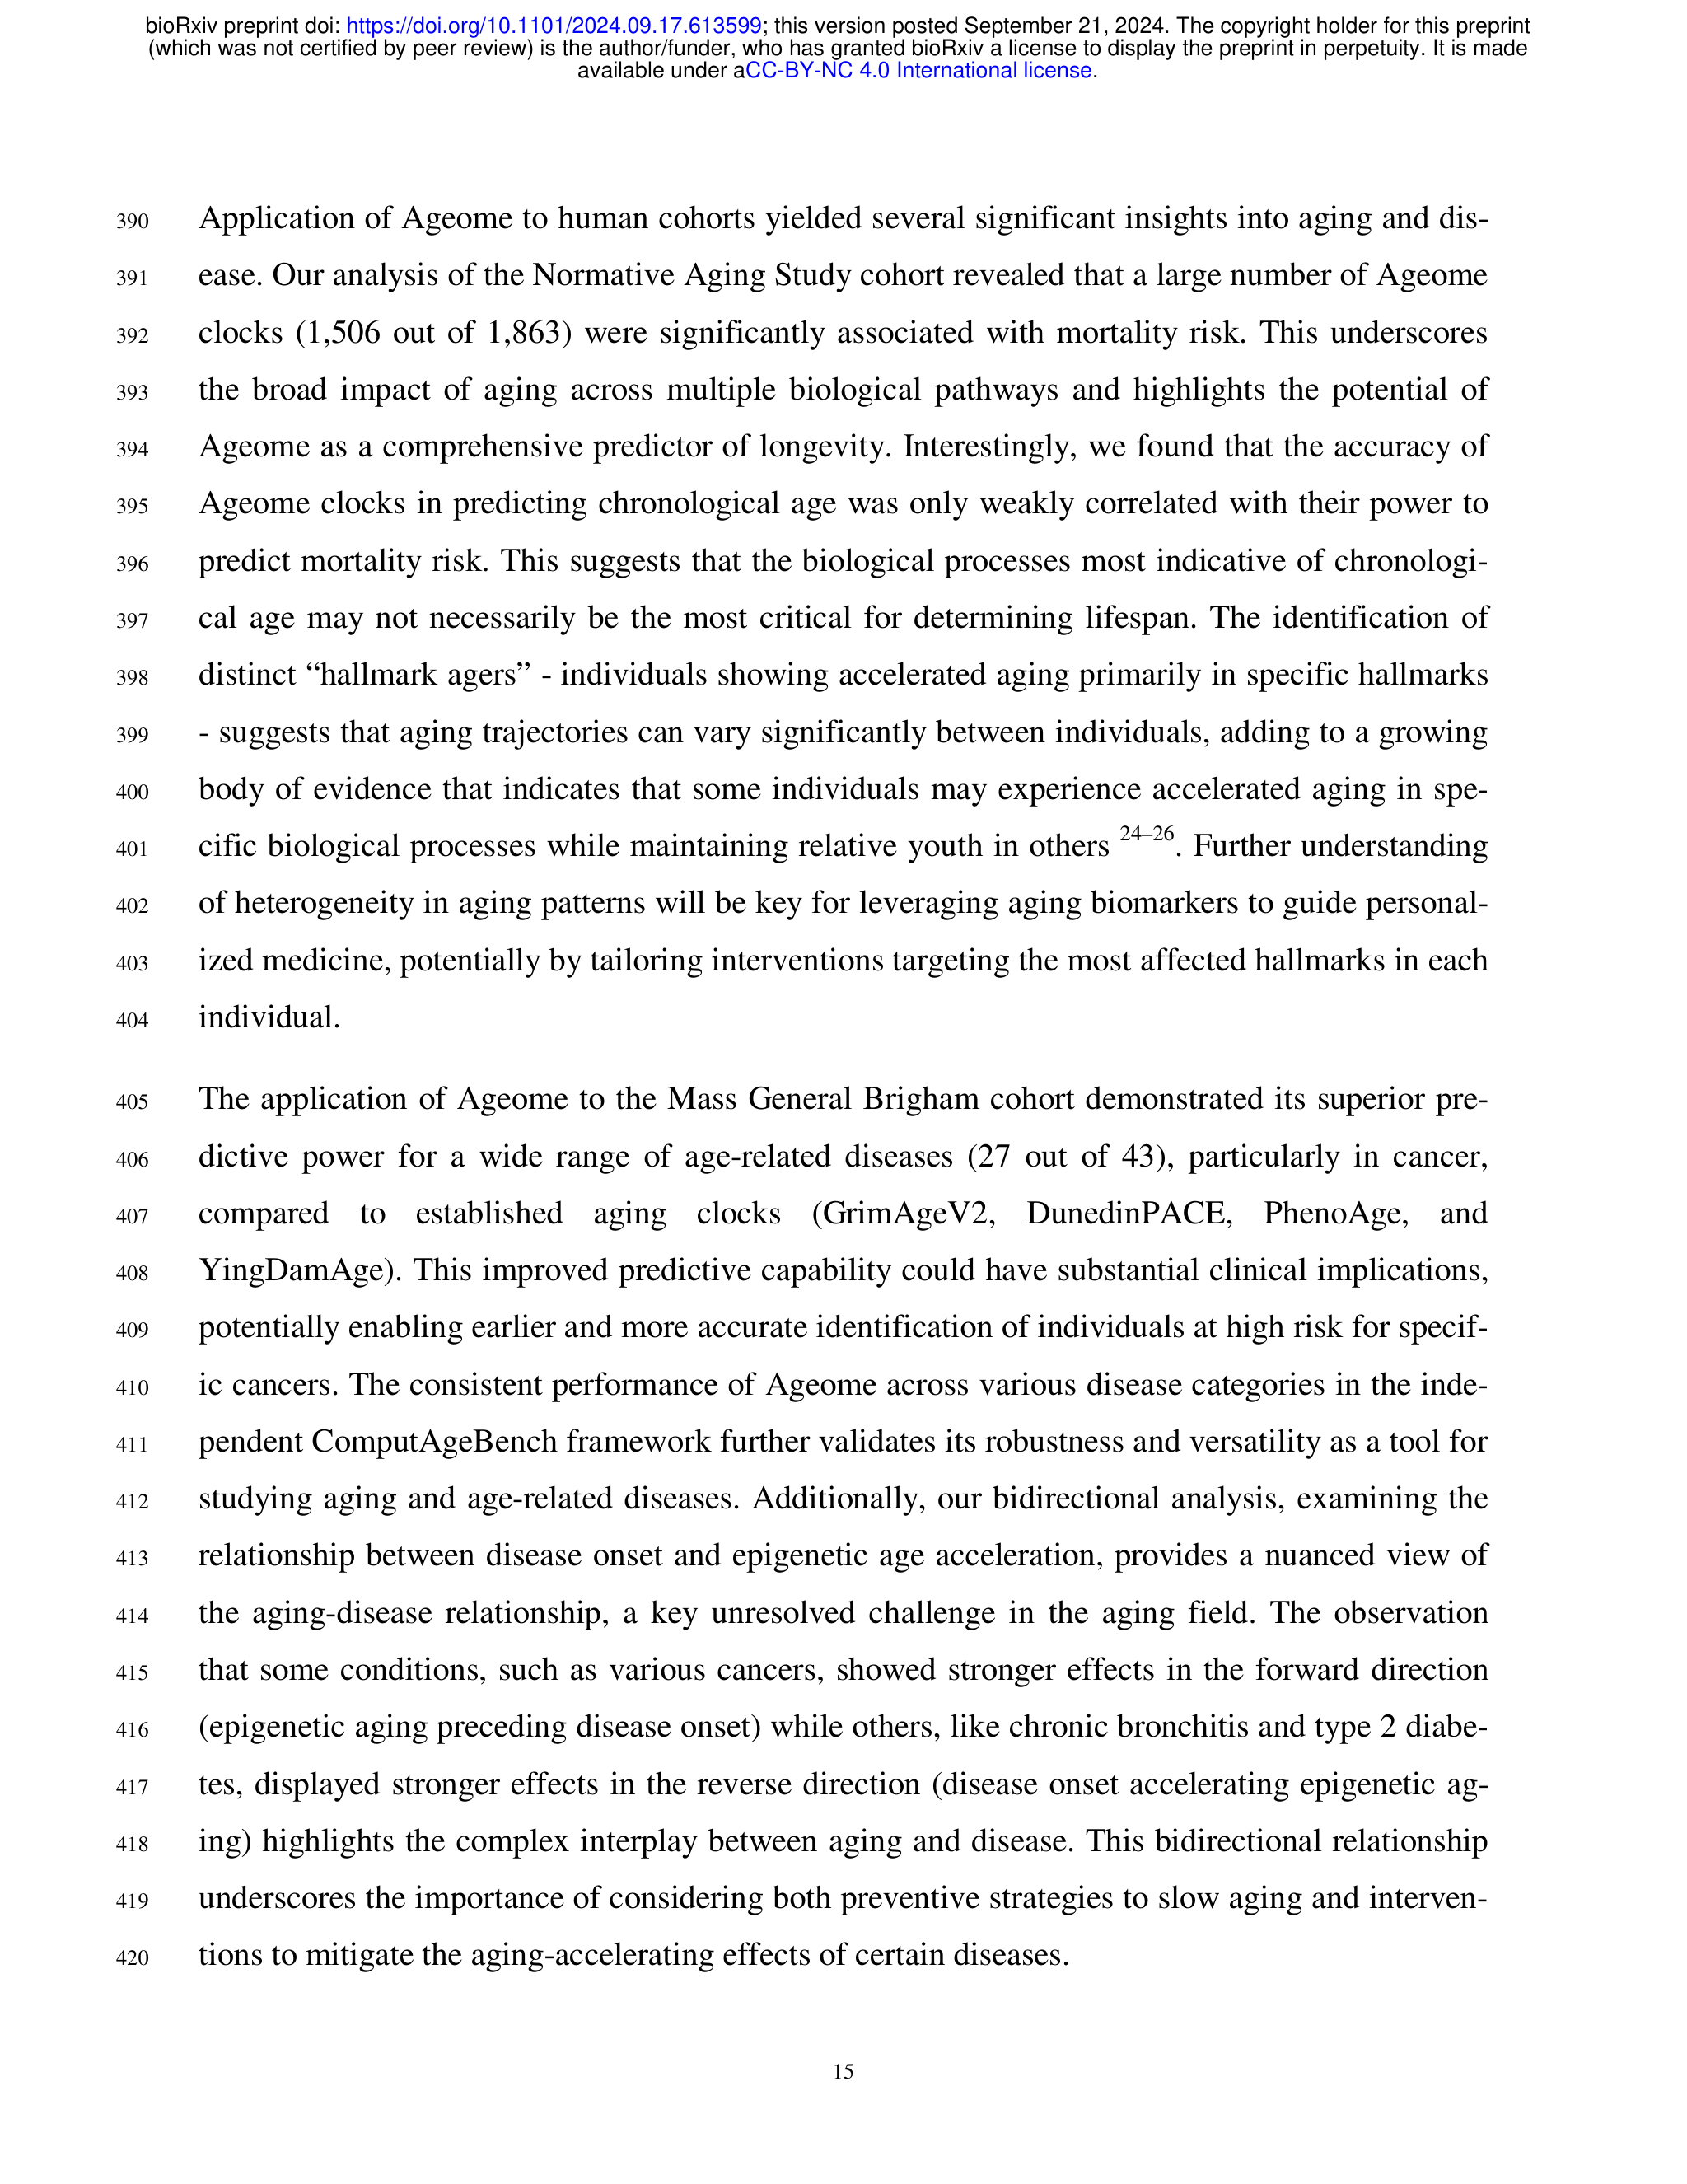 bioRxiv preprint doi: https://doi.org/10.1101/2024.09.17.613599; this version posted September 21, 2024. The copyright holder for this preprint
(which was not certified by peer review) is the author/funder, who has granted bioRxiv a license to display the preprint in perpetuity. It is made
available under aCC-BY-NC 4.0 International license.
390 Application of Ageome to human cohorts yielded several significant insights into aging and dis-
391 ease. Our analysis of the Normative Aging Study cohort revealed that a large number of Ageome
392 clocks (1,506 out of 1,863) were significantly associated with mortality risk. This underscores
393 the broad impact of aging across multiple biological pathways and highlights the potential of
394 Ageome as a comprehensive predictor of longevity. Interestingly, we found that the accuracy of
395 Ageome clocks in predicting chronological age was only weakly correlated with their power to
396 predict mortality risk. This suggests that the biological processes most indicative of chronologi-
397 cal age may not necessarily be the most critical for determining lifespan. The identification of
398 distinct “hallmark agers” - individuals showing accelerated aging primarily in specific hallmarks
399 - suggests that aging trajectories can vary significantly between individuals, adding to a growing
400 body of evidence that indicates that some individuals may experience accelerated aging in spe-
401 cific biological processes while maintaining relative youth in others 24–26. Further understanding
402 of heterogeneity in aging patterns will be key for leveraging aging biomarkers to guide personal-
403 ized medicine, potentially by tailoring interventions targeting the most affected hallmarks in each
404 individual.
405 The application of Ageome to the Mass General Brigham cohort demonstrated its superior pre-
406 dictive power for a wide range of age-related diseases (27 out of 43), particularly in cancer,
407 compared to established aging clocks (GrimAgeV2, DunedinPACE, PhenoAge, and
408 YingDamAge). This improved predictive capability could have substantial clinical implications,
409 potentially enabling earlier and more accurate identification of individuals at high risk for specif-
410 ic cancers. The consistent performance of Ageome across various disease categories in the inde-
411 pendent ComputAgeBench framework further validates its robustness and versatility as a tool for
412 studying aging and age-related diseases. Additionally, our bidirectional analysis, examining the
413 relationship between disease onset and epigenetic age acceleration, provides a nuanced view of
414 the aging-disease relationship, a key unresolved challenge in the aging field. The observation
415 that some conditions, such as various cancers, showed stronger effects in the forward direction
416 (epigenetic aging preceding disease onset) while others, like chronic bronchitis and type 2 diabe-
417 tes, displayed stronger effects in the reverse direction (disease onset accelerating epigenetic ag-
418 ing) highlights the complex interplay between aging and disease. This bidirectional relationship
419 underscores the importance of considering both preventive strategies to slow aging and interven-
420 tions to mitigate the aging-accelerating effects of certain diseases.
15